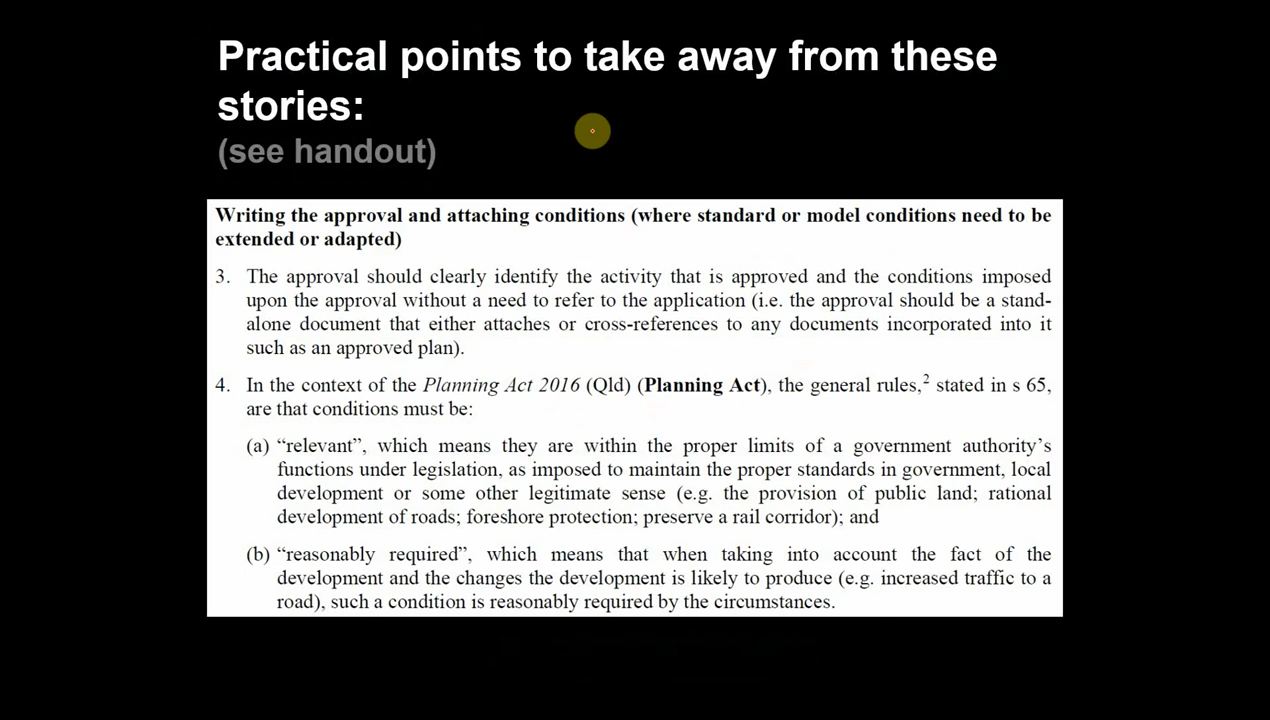 Practical points to take away from these
stories:
(see handout)
Writing the approval and attaching conditions (where standard or model conditions need to be
extended or adapted)
3. The approval should clearly identify the activity that is approved and the conditions imposed
upon the approval without a need to refer to the application (i.e. the approval should be a stand-
alone document that either attaches or cross-references to any documents incorporated into it
such as an approved plan).
4. In the context of the Planning Act 2016 (Qld) (Planning Act), the general rules,² stated in s 65,
are that conditions must be:
(a) “relevant”, which means they are within the proper limits of a government authority’s
functions under legislation, as imposed to maintain the proper standards in government, local
development or some other legitimate sense (e.g. the provision of public land; rational
development of roads; foreshore protection; preserve a rail corridor); and
(b) “reasonably required”, which means that when taking into account the fact of the
development and the changes the development is likely to produce (e.g. increased traffic to a
road), such a condition is reasonably required by the circumstances.